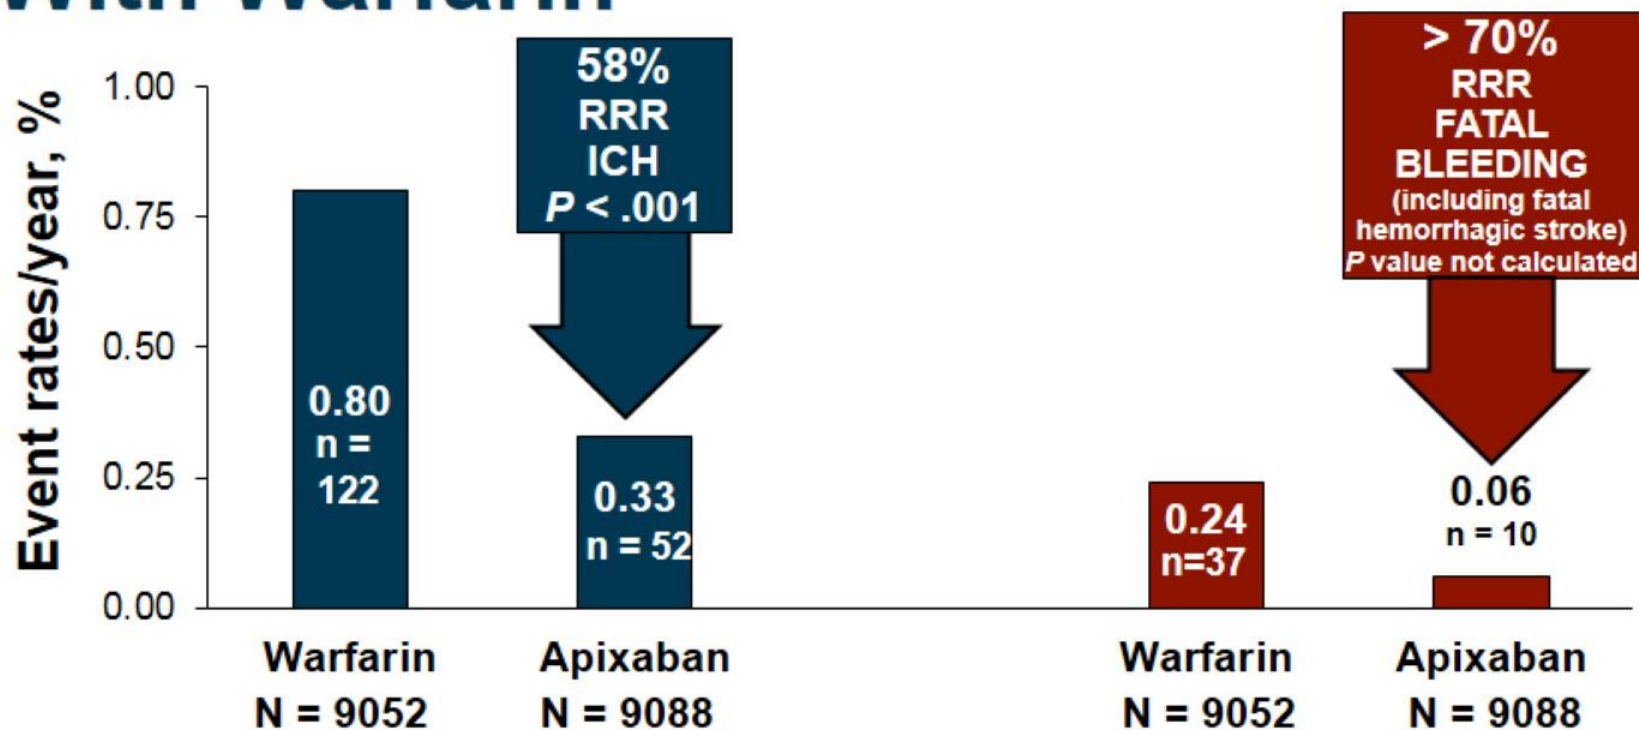 With Warfarin
Event rates/year, %
1.00
0.75
0.50
0.25
0.00
58%
RRR
ICH
P < .001
> 70%
RRR
FATAL
BLEEDING
(including fatal
hemorrhagic stroke)
P value not calculated
0.80
n =
122
0.33
n = 52
0.24
n=37
0.06
n = 10
Warfarin
N = 9052
Apixaban
N = 9088
Warfarin
N = 9052
Apixaban
N = 9088